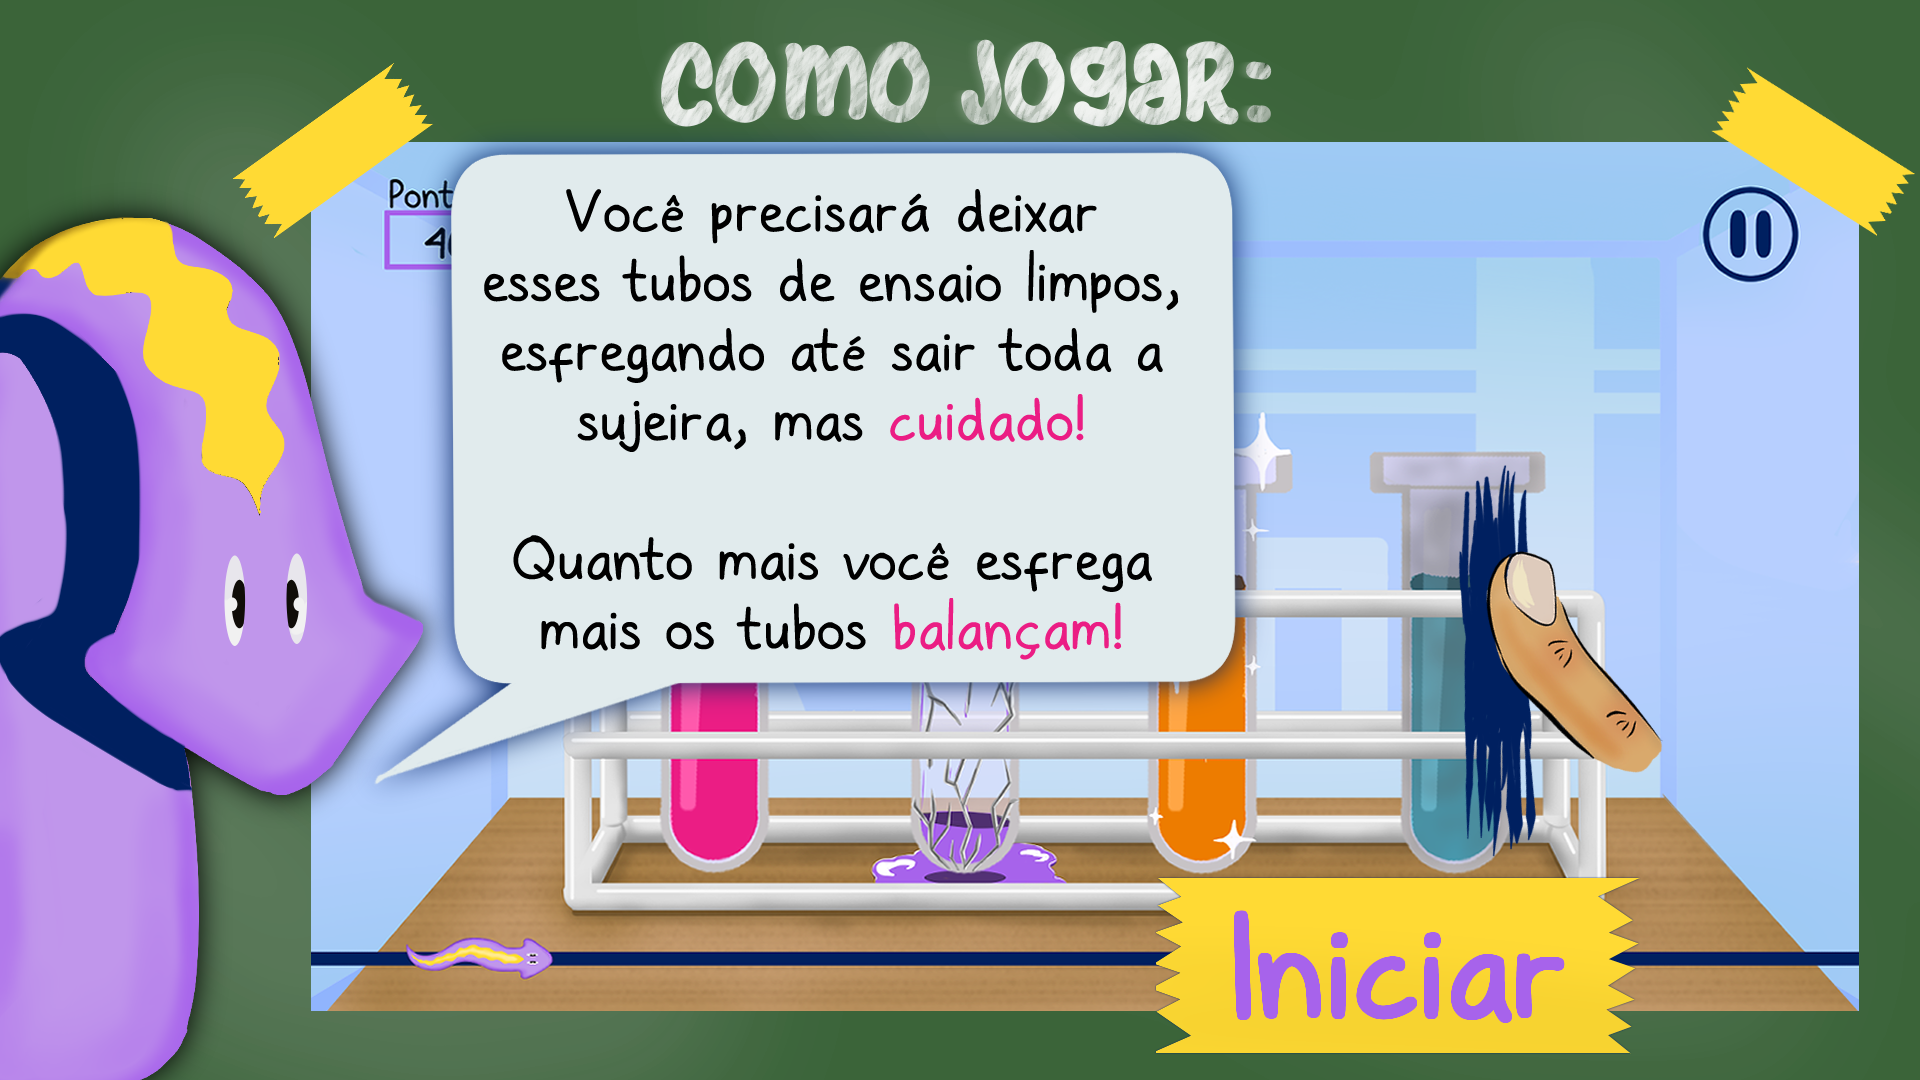 COMO JOGAR:
Você precisará deixar
esses tubos de ensaio limpos,
esfregando até sair toda a
sujeira, mas cuidado!
Quanto mais você esfrega
mais os tubos balançam!
Iniciar